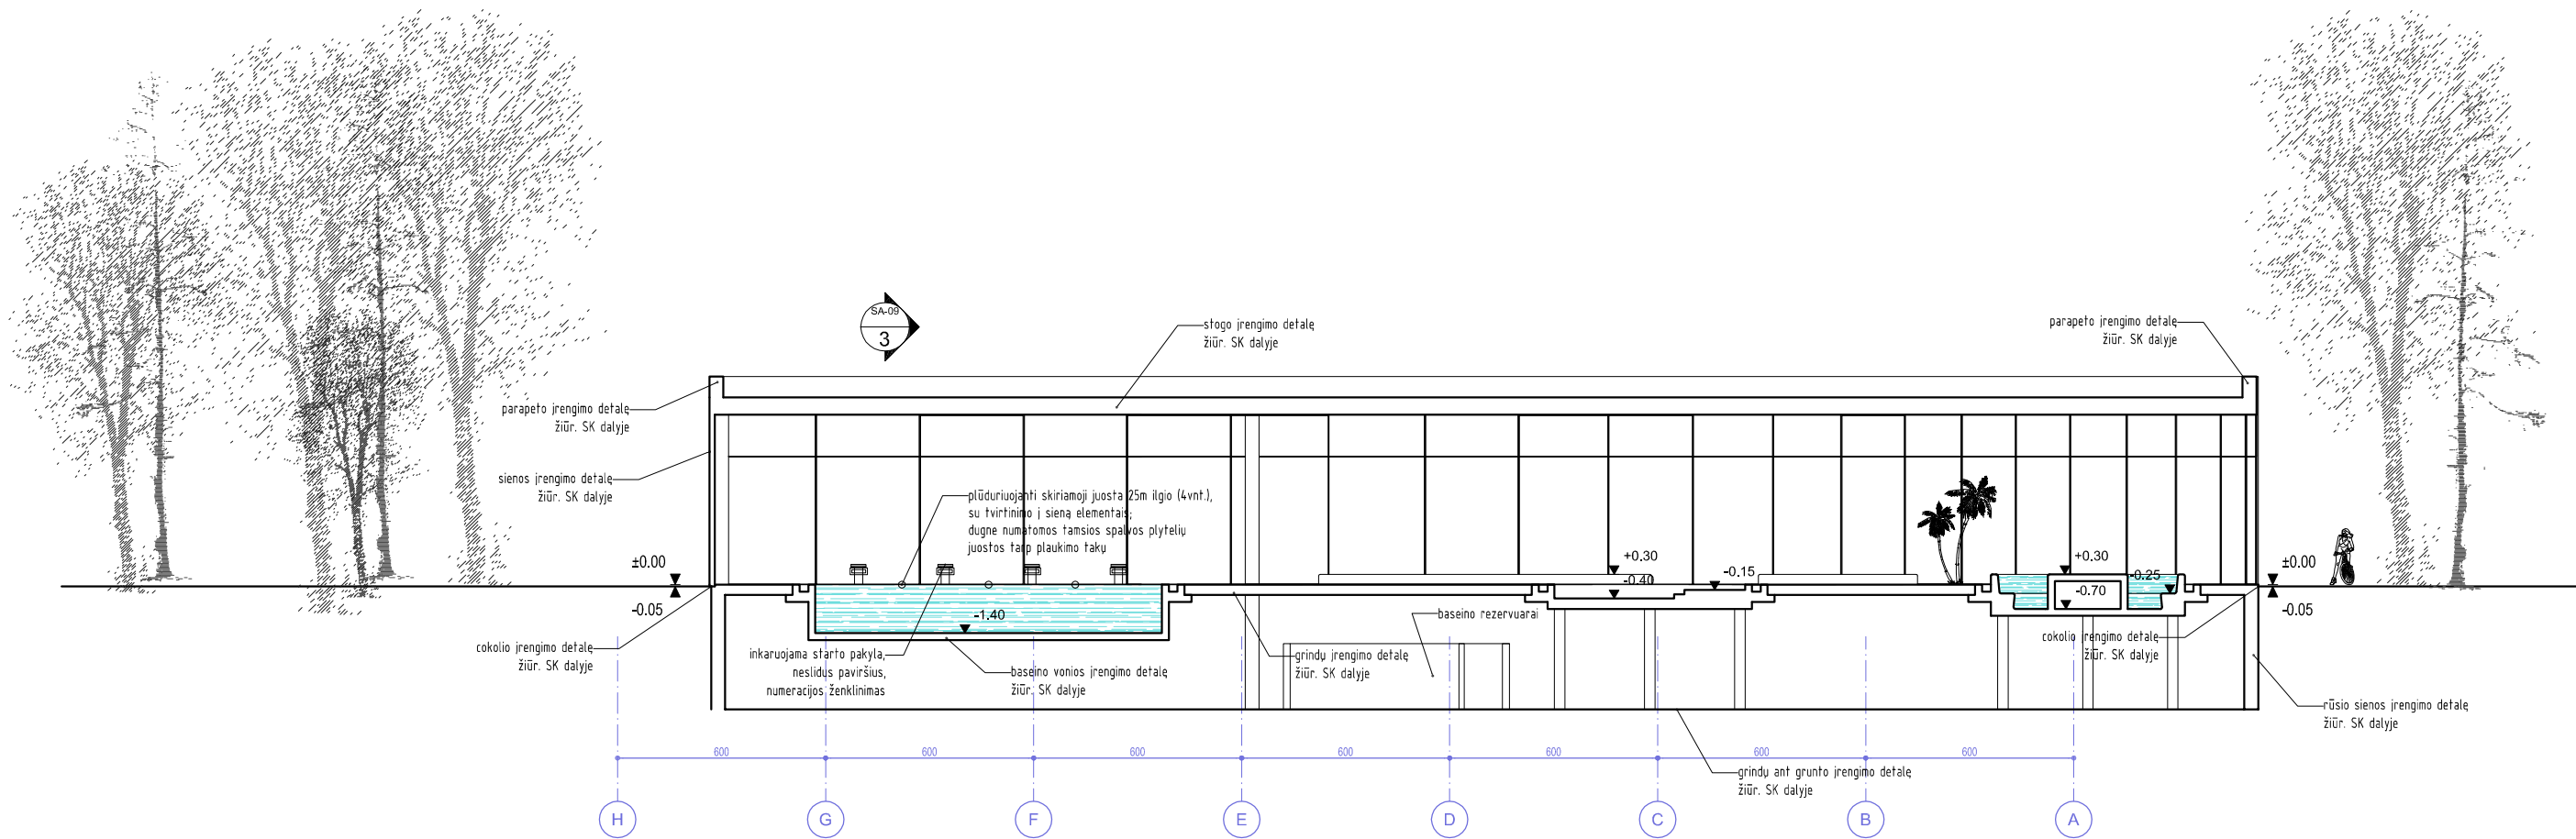 SA-09
3
stogo įrengimo detalę
žiūr. SK dalyje
parapeto įrengimo detalę
žiūr. SK dalyje
parapeto įrengimo detalę
žiūr. SK dalyje
sienos įrengimo detalę
žiūr. SK dalyje
plūduriuojanti skiriamoji juosta 25m ilgio (4vnt.),
su tvirtinimo į sieną elementais;
dugne numatomos tamsios spalvos plytelių
juostos tarp plaukimo takų
±0.00
-0.05
+0.30
-0.40
-0.15
+0.30
-0.25
-0.70
±0.00
-0.05
-1.40
baseino rezervuarai
cokolio įrengimo detalę
žiūr. SK dalyje
inkaruojama starto pakyla,
neslidus paviršius,
numeracijos ženklinimas
baseino vonios įrengimo detalę
žiūr. SK dalyje
grindų įrengimo detalę
žiūr. SK dalyje
cokolio įrengimo detalę
žiūr. SK dalyje
rūsio sienos įrengimo detalę
žiūr. SK dalyje
grindų ant grunto įrengimo detalę
žiūr. SK dalyje
600 600 600 600 600 600 600
H G F E D C B A